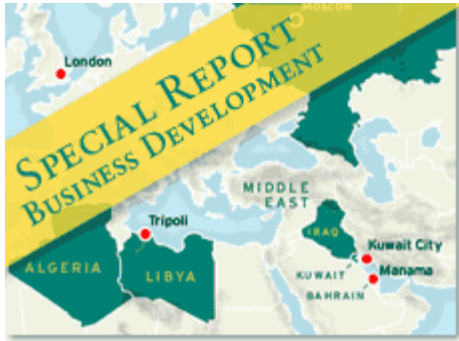 MOSCOW
London
SPECIAL REPORT
BUSINESS DEVELOPMENT
MIDDLE
EAST
Tripoli
IRAQ
Kuwait City
ALGERIA
LIBYA
KUWAIT
Manama
BAHRAIN